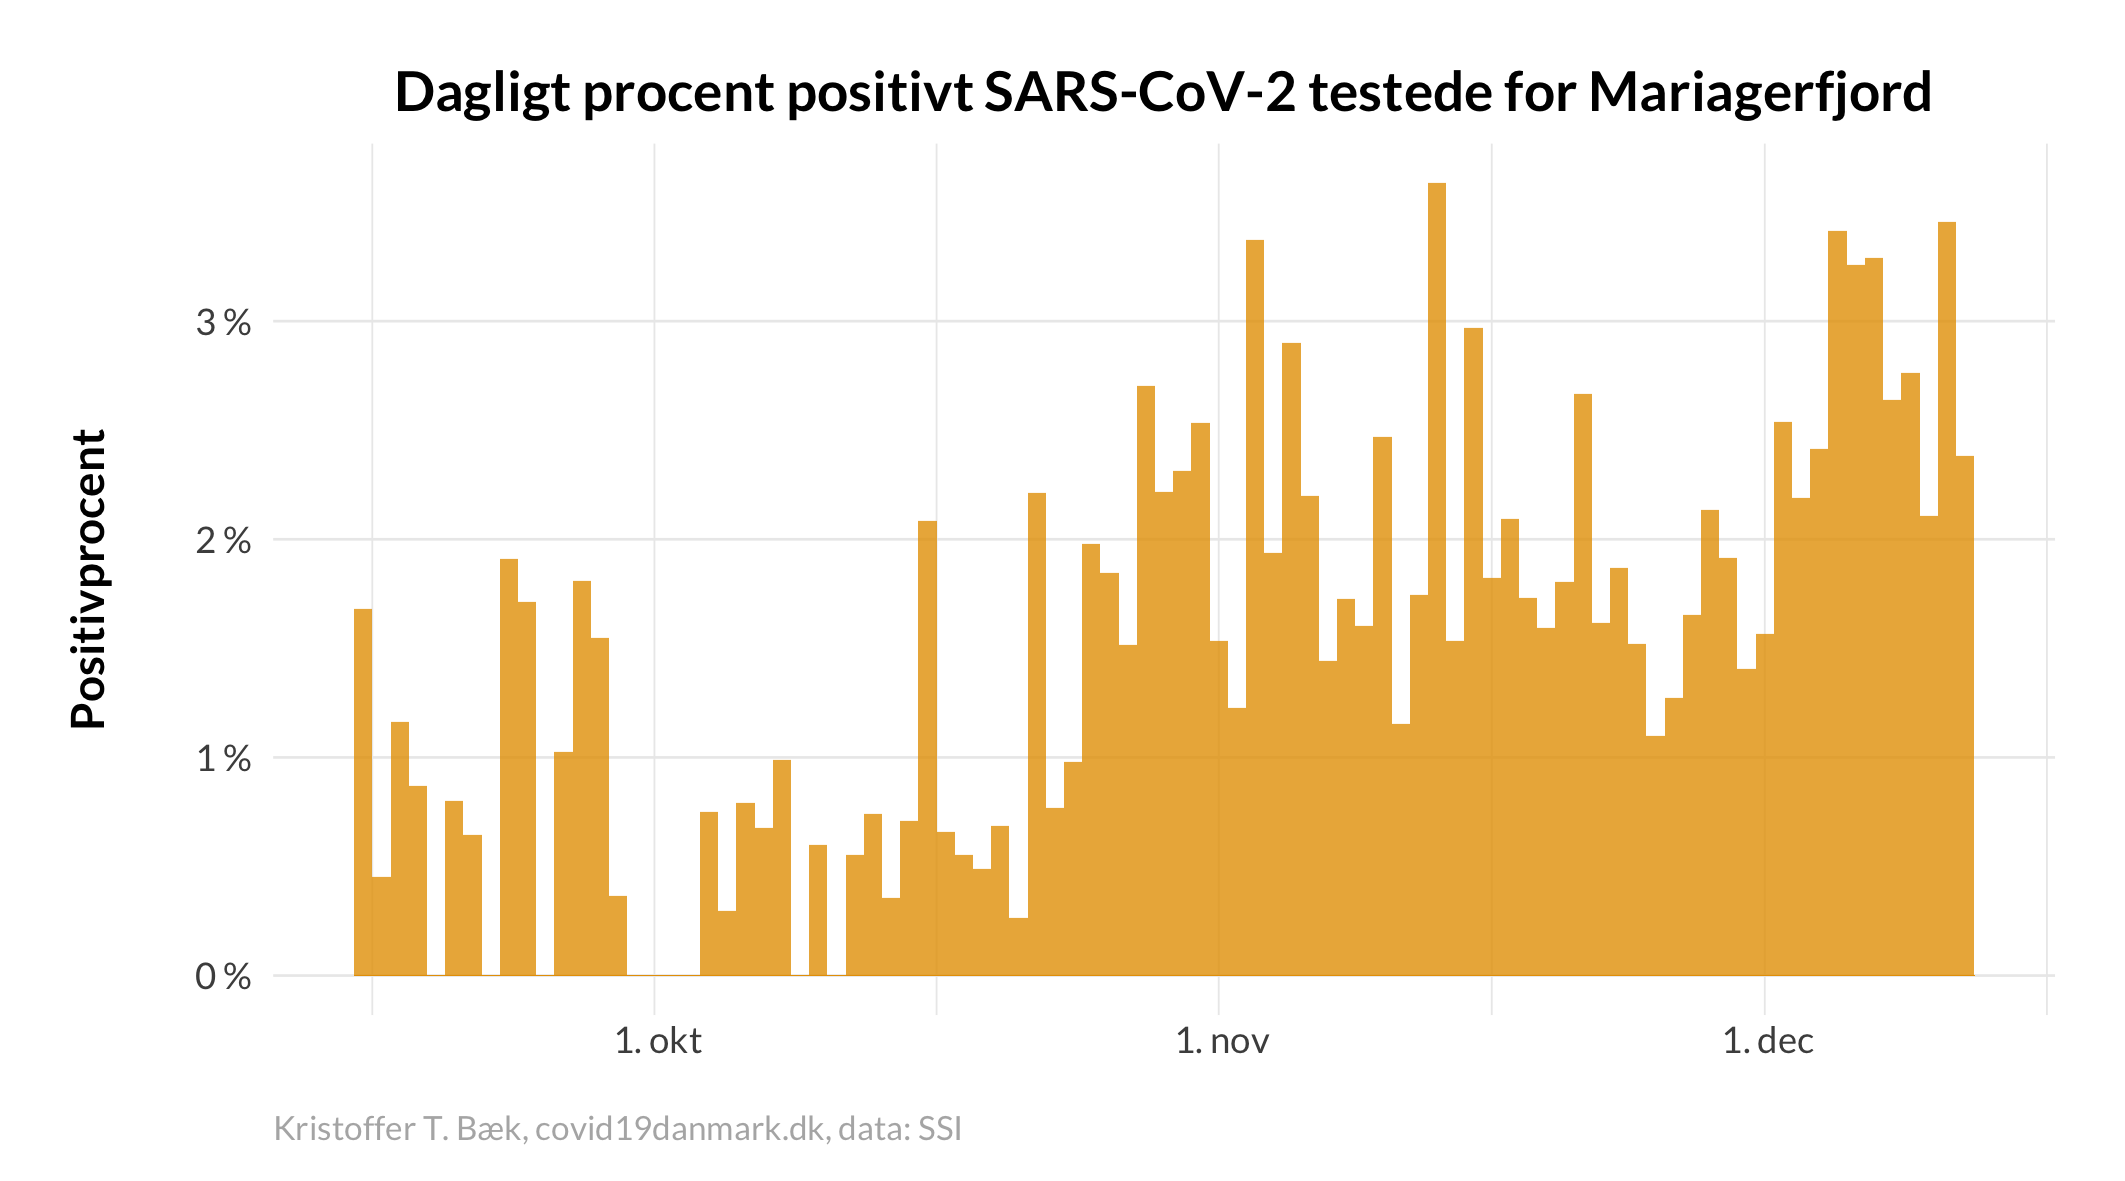 Dagligt procent positivt SARS-CoV-2 testede for Mariagerfjord
Positivprocent
3 %
2 %
1 %
0 %
1. okt
1. nov
1. dec
Kristoffer T. Bæk, covid19danmark.dk, data: SSI